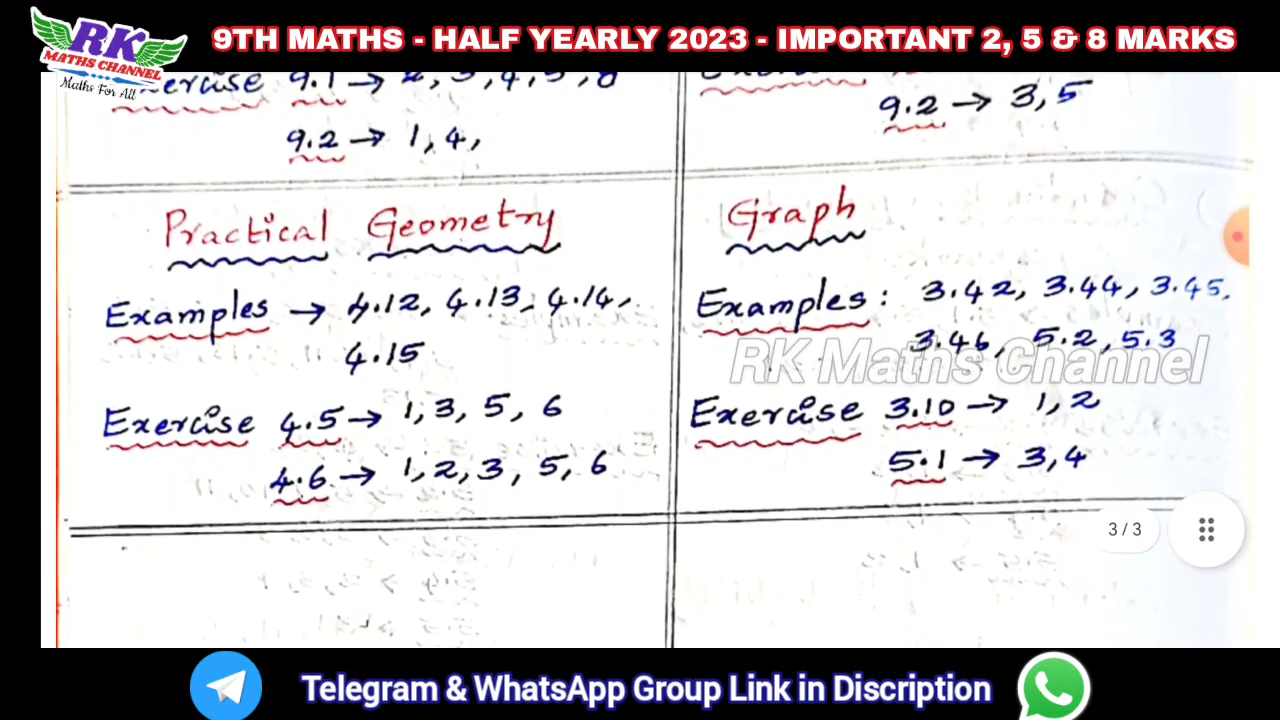 RK
MATHS CHANNEL
Maths For All
9TH MATHS - HALF YEARLY 2023 - IMPORTANT 2, 5 & 8 MARKS
9.1 →
9.2 → 1, 4,
9.2 → 3, 5
Practical Geometry
Examples → 4.12, 4.13, 4.14,
4.15
Exercise 4.5 → 1, 3, 5, 6
4.6 → 1, 2, 3, 5, 6
Graph
Examples : 3.42, 3.44, 3.45,
3.46, 5.2, 5.3
RK Maths Channel
Exercise 3.10 → 1, 2
5.1 → 3, 4
3 / 3
Telegram & WhatsApp Group Link in Discription